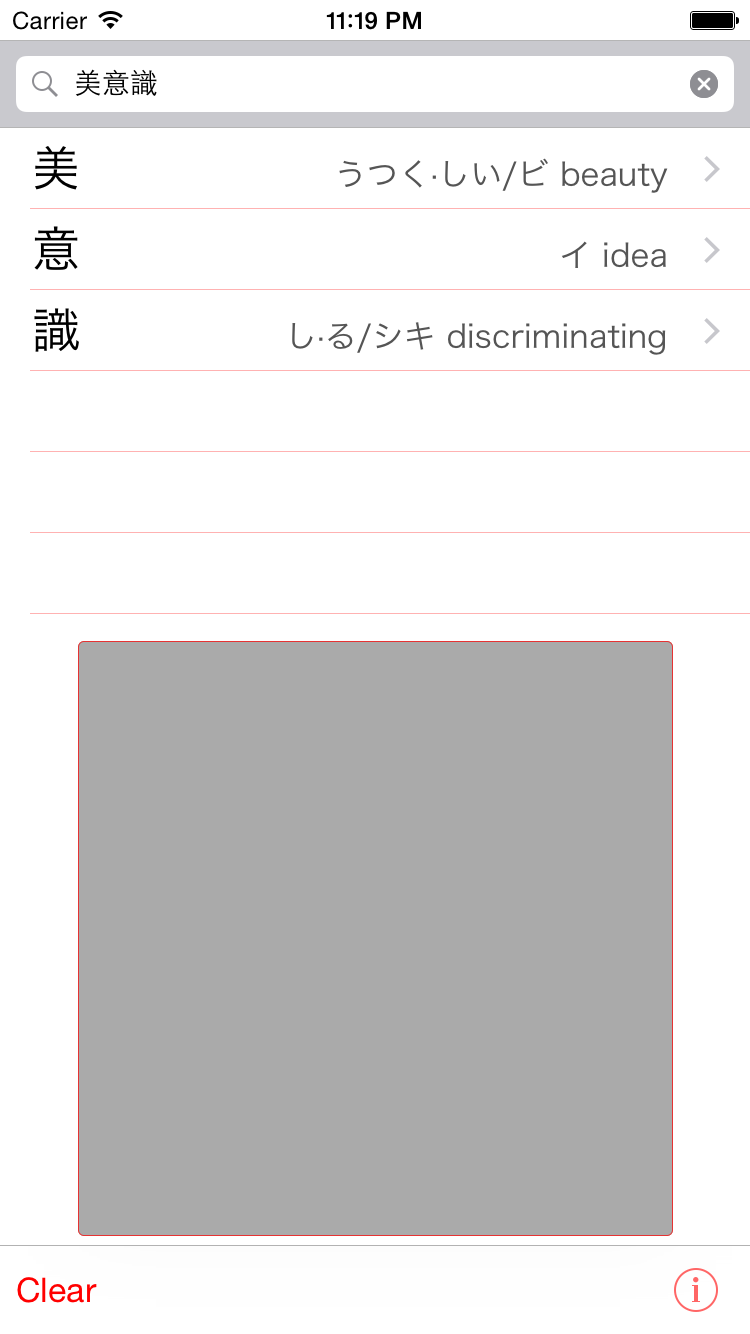 Carrier 11:19 PM
美意識
美 うつく·しい/ビ beauty
意 イ idea
識 し·る/シキ discriminating
Clear i